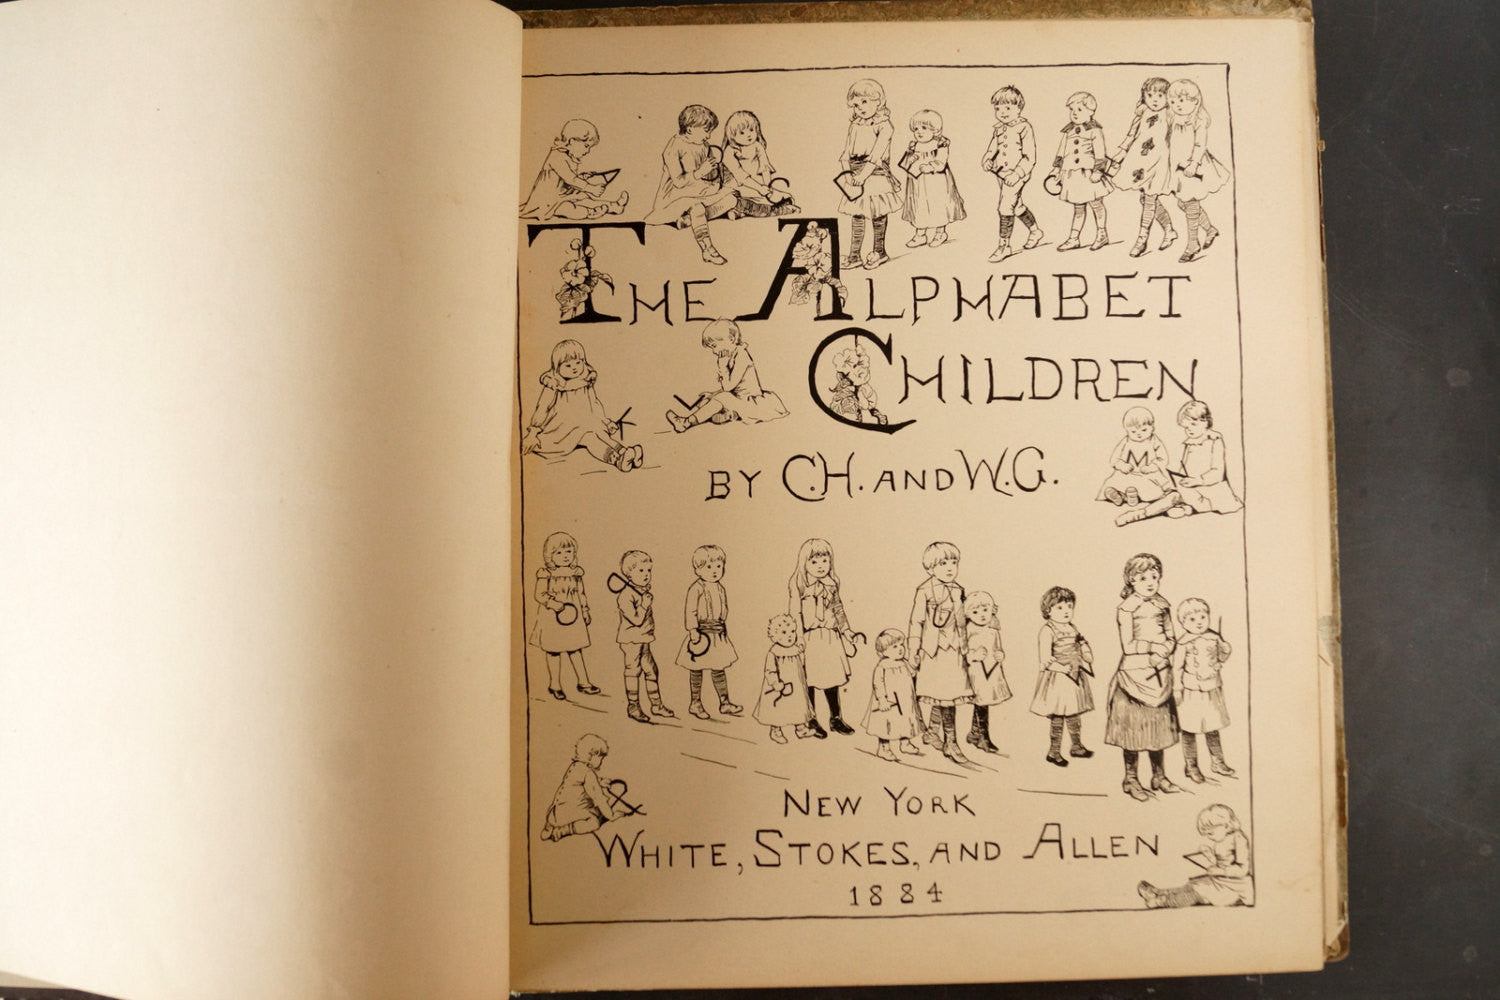 THE ALPHABET
CHILDREN
K
L
M
BY C.H. AND W.G.
&
NEW YORK
WHITE, STOKES, AND ALLEN
1884